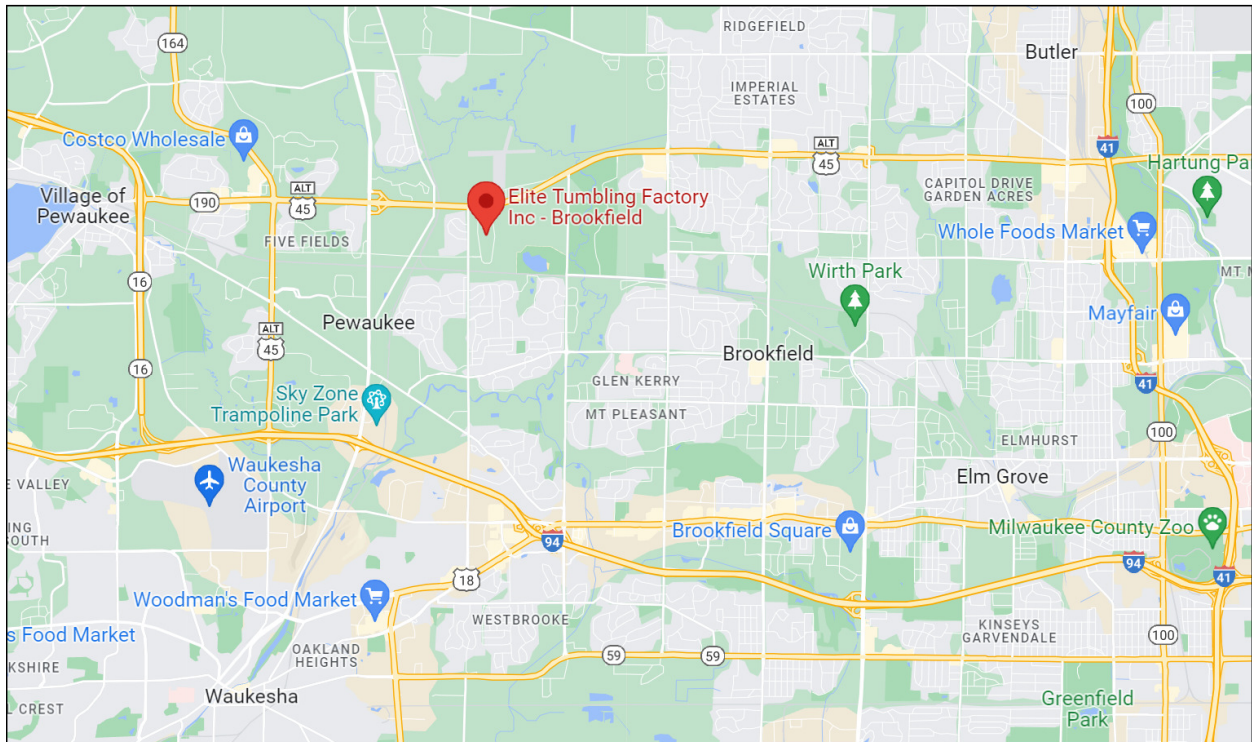 RIDGEFIELD
164
Butler
IMPERIAL
ESTATES
100
Costco Wholesale
ALT
45
41
Hartung Pa
Village of
Pewaukee
190
ALT
45
Elite Tumbling Factory
Inc - Brookfield
CAPITOL DRIVE
GARDEN ACRES
FIVE FIELDS
Whole Foods Market
Wirth Park
MT M
16
Mayfair
ALT
45
Pewaukee
Brookfield
16
GLEN KERRY
41
Sky Zone
Trampoline Park
MT PLEASANT
100
ELMHURST
Waukesha
County
Airport
E VALLEY
Elm Grove
ING
SOUTH
Brookfield Square
Milwaukee County Zoo
94
94
41
18
Woodman's Food Market
s Food Market
WESTBROOKE
KINSEYS
GARVENDALE
100
OAKLAND
HEIGHTS
59
59
KSHIRE
Waukesha
L CREST
Greenfield
Park